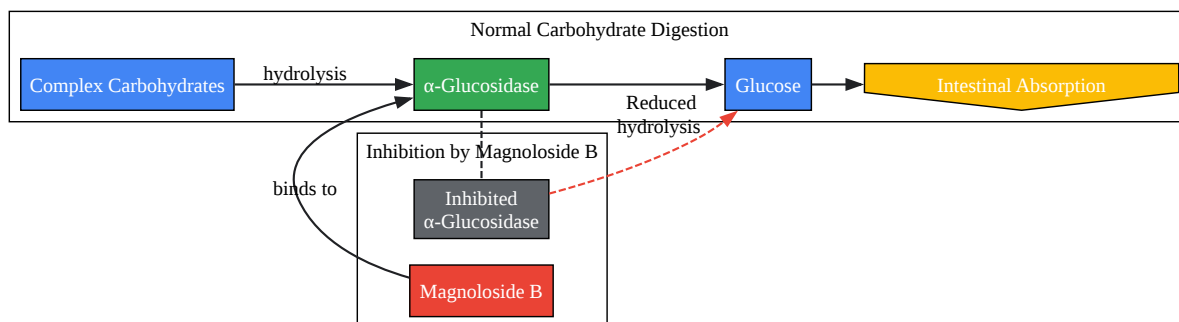 Normal Carbohydrate Digestion
Complex Carbohydrates
hydrolysis
α-Glucosidase
Glucose
Intestinal Absorption
Reduced
hydrolysis
Inhibition by Magnoloside B
binds to
Inhibited
α-Glucosidase
Magnoloside B